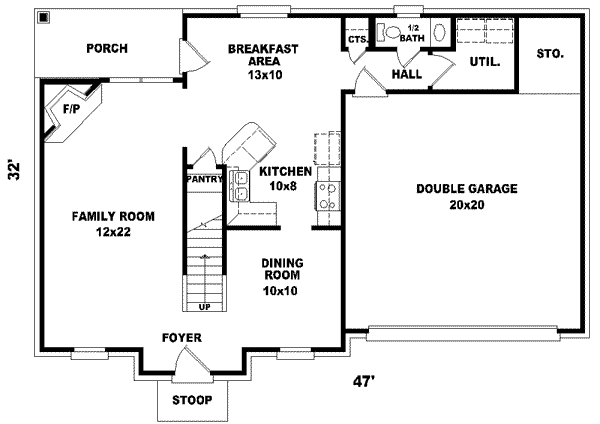 PORCH
BREAKFAST
AREA
13x10
CTS.
1/2
BATH
HALL
UTIL.
STO.
F/P
32'
PANTRY
KITCHEN
10x8
DOUBLE GARAGE
20x20
FAMILY ROOM
12x22
DINING
ROOM
10x10
UP
FOYER
47'
STOOP